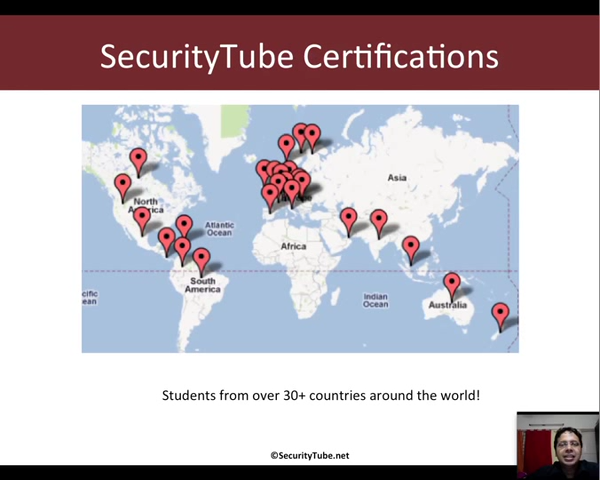 SecurityTube Certifications
North
America
Atlantic
Ocean
Asia
Africa
South
America
Indian
Ocean
Australia
Students from over 30+ countries around the world!
©SecurityTube.net